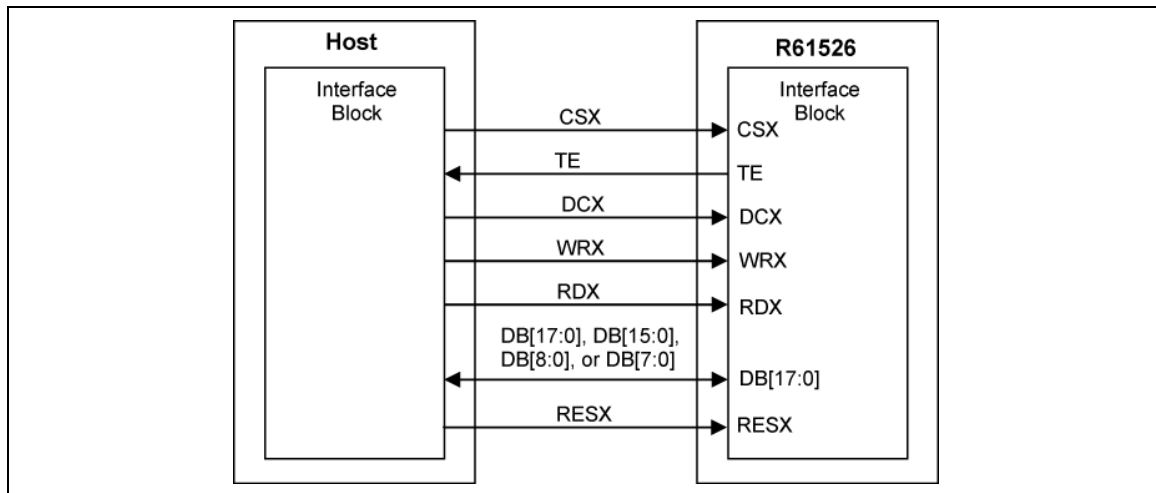 Host
R61526
Interface
Block
Interface
Block
CSX
CSX
TE
TE
DCX
DCX
WRX
WRX
RDX
RDX
DB[17:0], DB[15:0],
DB[8:0], or DB[7:0]
DB[17:0]
RESX
RESX